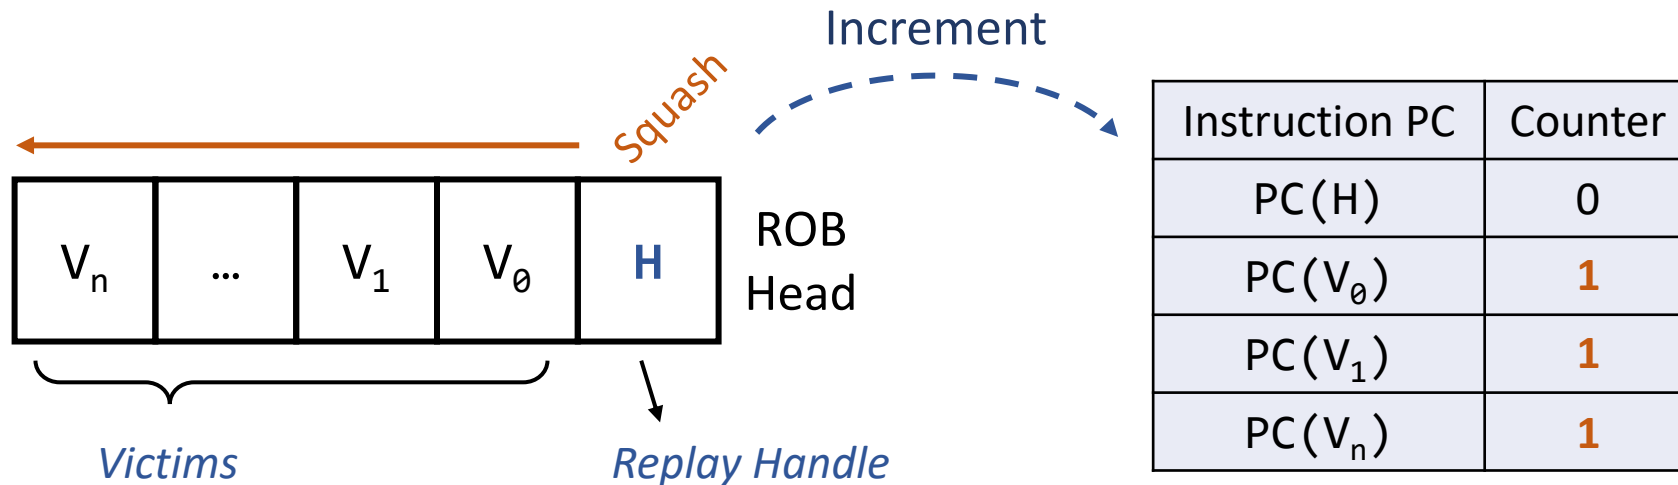 Increment
Squash
Vₙ … V₁ V₀ H
ROB
Head
Victims
Replay Handle
Instruction PC Counter
PC(H) 0
PC(V₀) 1
PC(V₁) 1
PC(Vₙ) 1